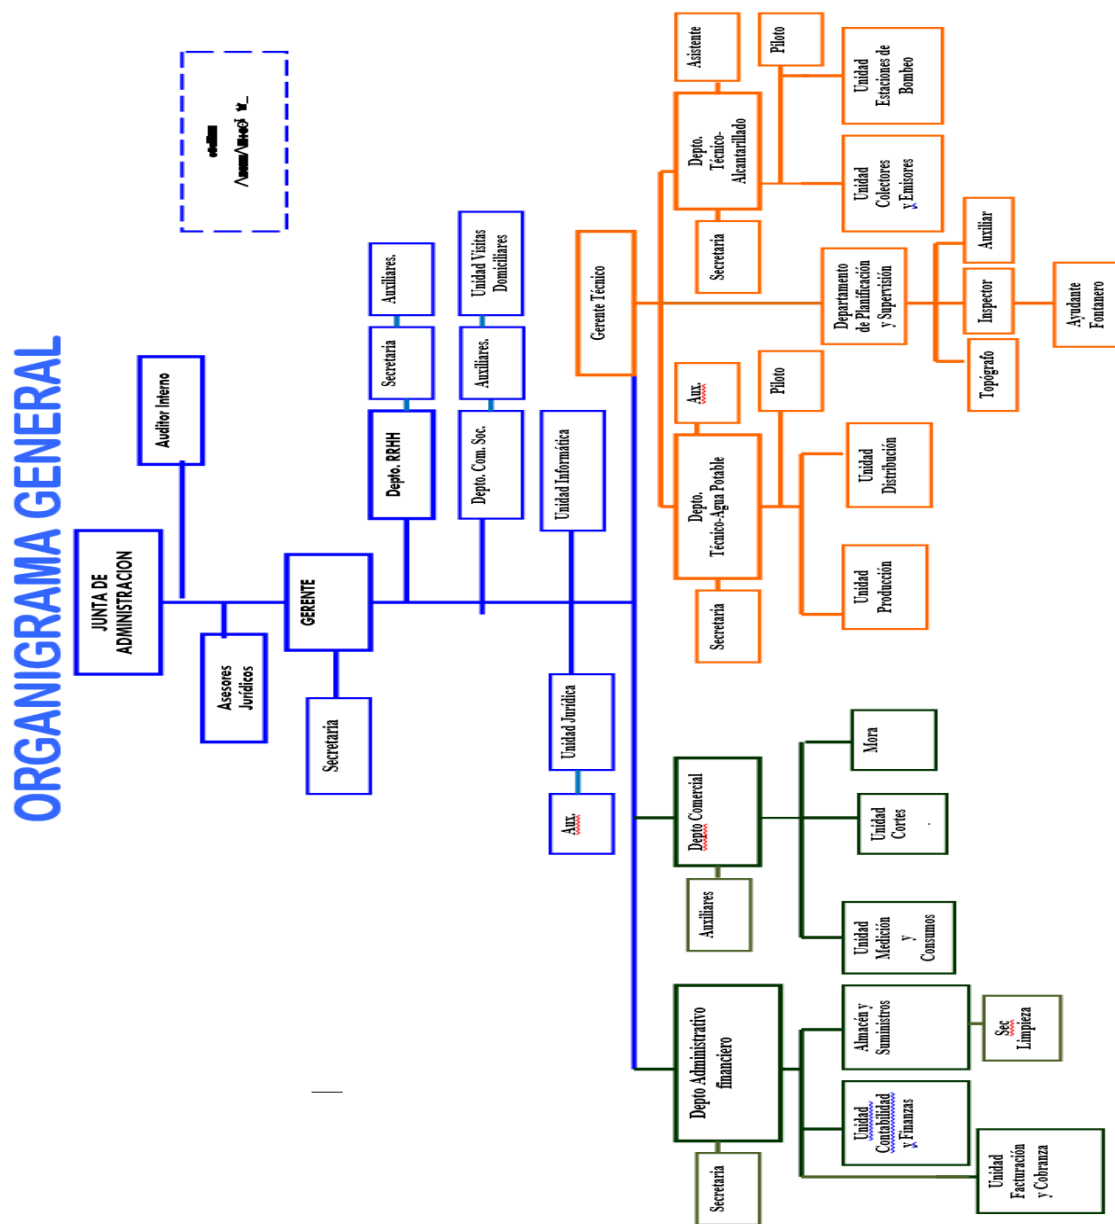 ORGANIGRAMA GENERAL
JUNTA DE
ADMINISTRACION
Auditor Interno
Asesores
Jurídicos
GERENTE
Secretaria
Depto. RRHH
Secretaria
Auxiliares.
Depto. Com. Soc.
Auxiliares.
Unidad Visitas
Domiciliares
Unidad Informática
Unidad Jurídica
Aux.
Gerente Técnico
Depto Administrativo
financiero
Secretaria
Unidad
Facturación
y Cobranza
Unidad
Contabilidad
y Finanzas
Almacén y
Suministros
Sec
Limpieza
Depto Comercial
Auxiliares
Unidad
Medición
y
Consumos
Unidad
Cortes
.
Mora
Depto.
Técnico-Agua Potable
Secretaria
Aux.
Piloto
Unidad
Producción
Unidad
Distribución
Departamento
de Planificación
y Supervisión
Topógrafo
Inspector
Auxiliar
Ayudante
Fontanero
Depto.
Técnico-
Alcantarillado
Secretaria
Asistente
Piloto
Unidad
Colectores
y Emisores
Unidad
Estaciones de
Bombeo